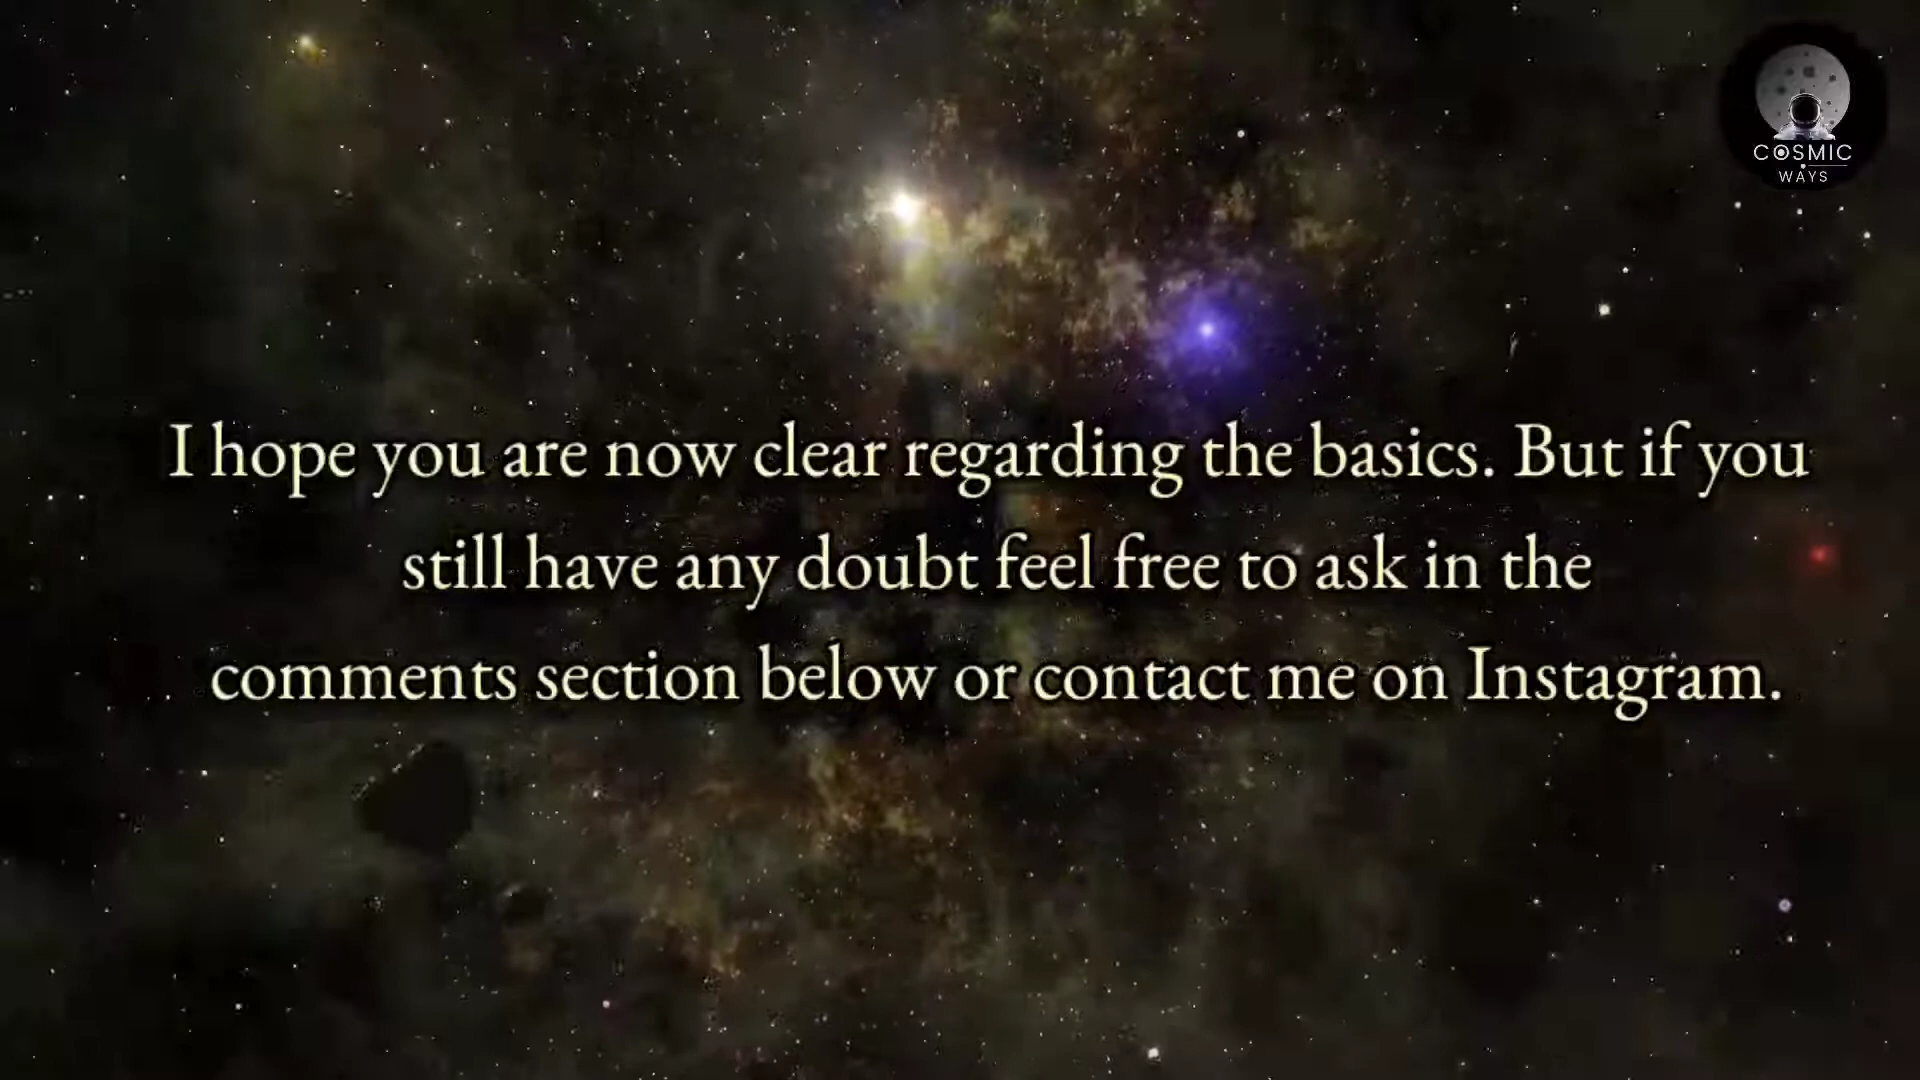 COSMIC
WAYS
I hope you are now clear regarding the basics. But if you
still have any doubt feel free to ask in the
comments section below or contact me on Instagram.